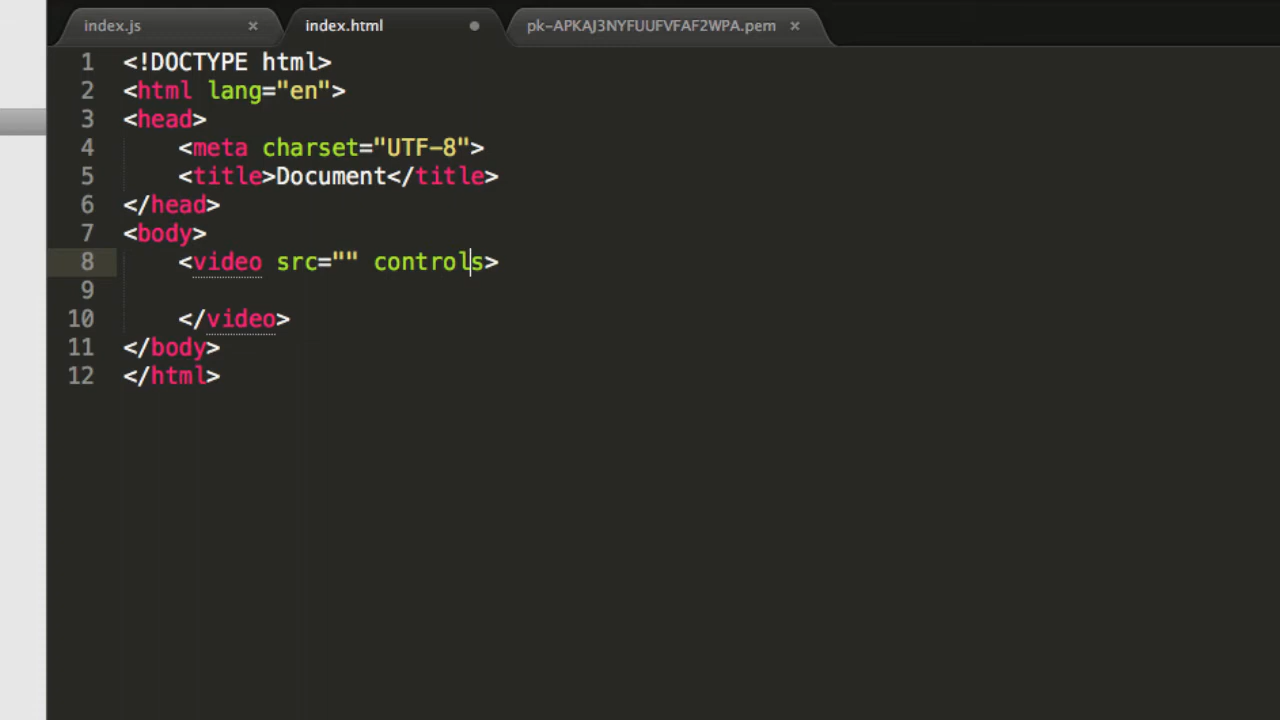 index.js × index.html pk-APKAJ3NYFUUFVFAF2WPA.pem ×
1 <!DOCTYPE html>
2 <html lang="en">
3 <head>
4 <meta charset="UTF-8">
5 <title>Document</title>
6 </head>
7 <body>
8 <video src="" controls>
9
10 </video>
11 </body>
12 </html>